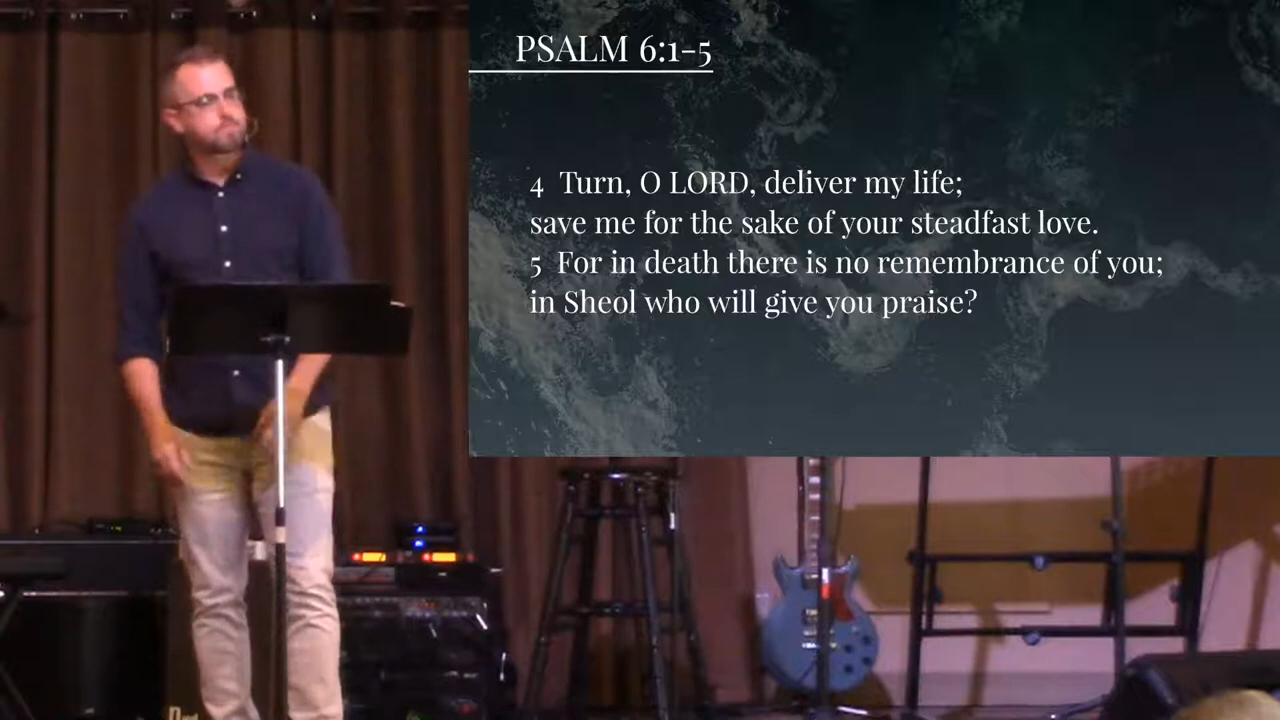 PSALM 6:1-5
4 Turn, O LORD, deliver my life;
save me for the sake of your steadfast love.
5 For in death there is no remembrance of you;
in Sheol who will give you praise?